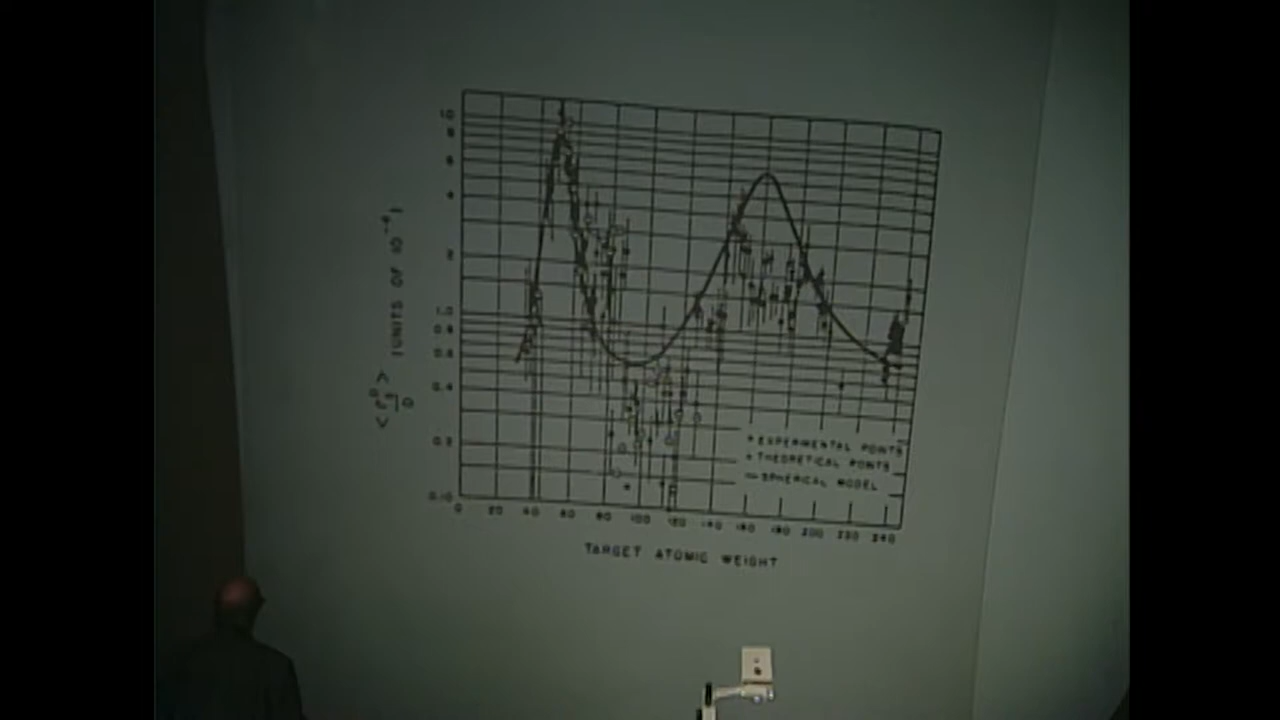 10
8
6
4
2
1.0
0.8
0.6
0.4
0.2
0.10
(UNITS OF 10⁻⁴)
+ EXPERIMENTAL POINTS
+ THEORETICAL POINTS
— SPHERICAL MODEL
0 20 40 60 80 100 120 140 160 180 200 220 240
TARGET ATOMIC WEIGHT